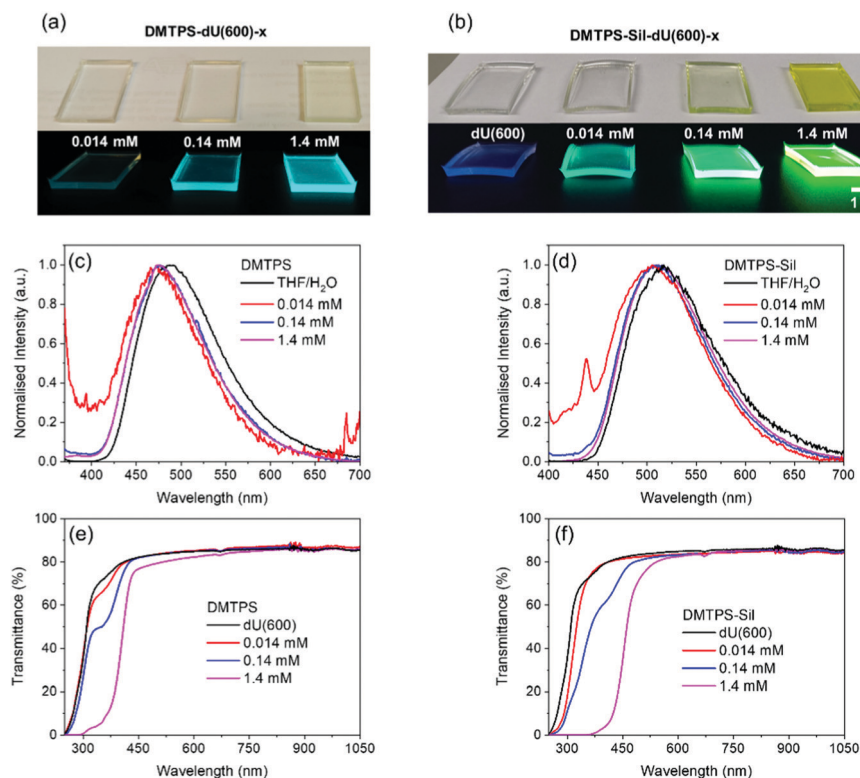 (a)
DMTPS-dU(600)-x
0.014 mM 0.14 mM 1.4 mM
(b)
DMTPS-Sil-dU(600)-x
dU(600) 0.014 mM 0.14 mM 1.4 mM
1
(c)
DMTPS
THF/H₂O
0.014 mM
0.14 mM
1.4 mM
Normalised Intensity (a.u.)
1.0
0.8
0.6
0.4
0.2
0.0
400 450 500 550 600 650 700
Wavelength (nm)
(d)
DMTPS-Sil
THF/H₂O
0.014 mM
0.14 mM
1.4 mM
Normalised Intensity (a.u.)
1.0
0.8
0.6
0.4
0.2
0.0
400 450 500 550 600 650 700
Wavelength (nm)
(e)
DMTPS
dU(600)
0.014 mM
0.14 mM
1.4 mM
Transmittance (%)
100
80
60
40
20
0
300 450 600 750 900 1050
Wavelength (nm)
(f)
DMTPS-Sil
dU(600)
0.014 mM
0.14 mM
1.4 mM
Transmittance (%)
100
80
60
40
20
0
300 450 600 750 900 1050
Wavelength (nm)